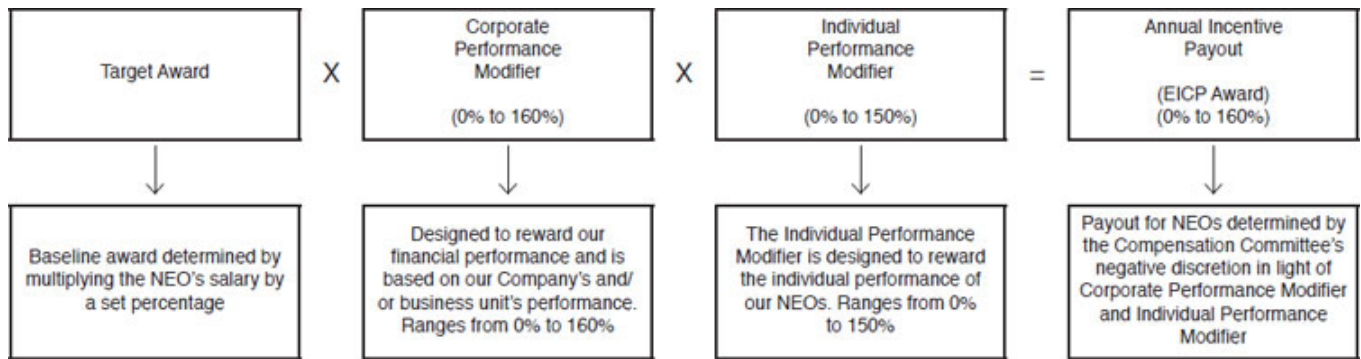 Target Award
X
Corporate
Performance
Modifier
(0% to 160%)
X
Individual
Performance
Modifier
(0% to 150%)
=
Annual Incentive
Payout
(EICP Award)
(0% to 160%)
Baseline award determined by
multiplying the NEO's salary by
a set percentage
Designed to reward our
financial performance and is
based on our Company's and/
or business unit's performance.
Ranges from 0% to 160%
The Individual Performance
Modifier is designed to reward
the individual performance of
our NEOs. Ranges from 0%
to 150%
Payout for NEOs determined by
the Compensation Committee's
negative discretion in light of
Corporate Performance Modifier
and Individual Performance
Modifier